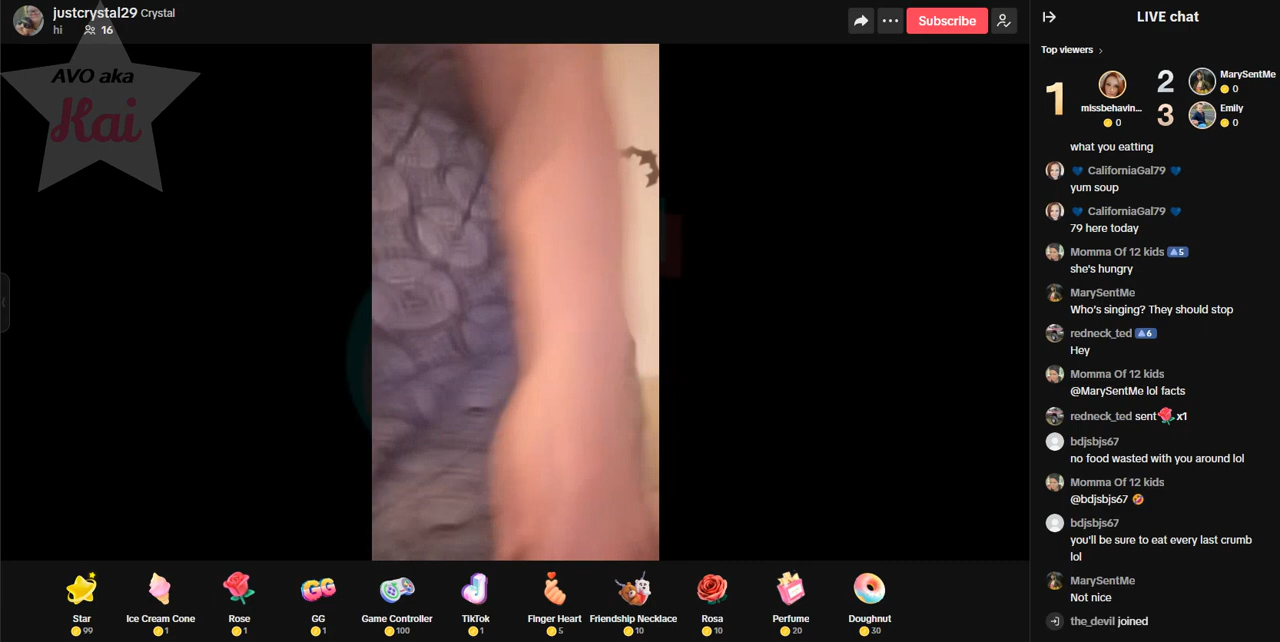 justcrystal29 Crystal
hi 16
Subscribe
AVO aka
Kai
LIVE chat
Top viewers
1
missbehavin...
0
2
MarySentMe
0
3
Emily
0
what you eatting
CaliforniaGal79
yum soup
CaliforniaGal79
79 here today
Momma Of 12 kids 5
she's hungry
MarySentMe
Who's singing? They should stop
redneck_ted 6
Hey
Momma Of 12 kids
@MarySentMe lol facts
redneck_ted sent x1
bdjsbjs67
no food wasted with you around lol
Momma Of 12 kids
@bdjsbjs67 🤣
bdjsbjs67
you'll be sure to eat every last crumb
lol
MarySentMe
Not nice
the_devil joined
Star
99
Ice Cream Cone
1
Rose
1
GG
GG
1
Game Controller
100
TikTok
1
Finger Heart
5
Friendship Necklace
10
Rosa
10
Perfume
20
Doughnut
30